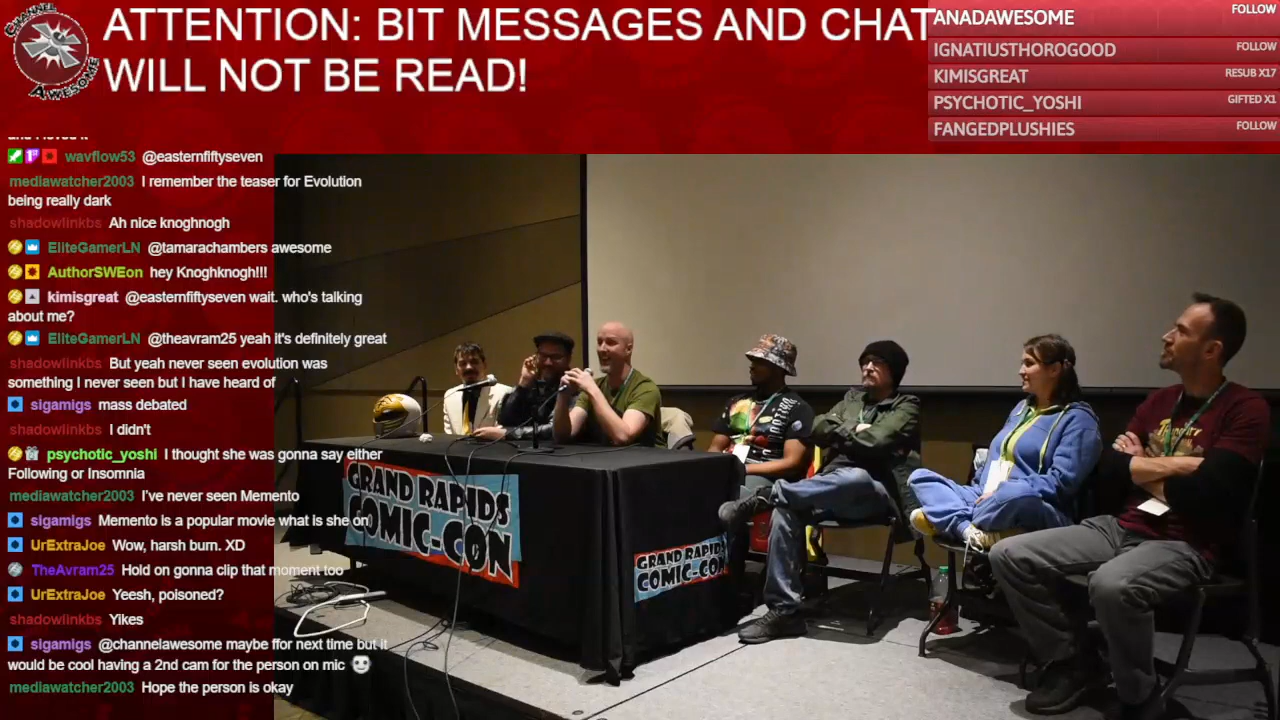 CHANNEL
AWESOME
ATTENTION: BIT MESSAGES AND CHAT
WILL NOT BE READ!
ANADAWESOME FOLLOW
IGNATIUSTHOROGOOD FOLLOW
KIMISGREAT RESUB X17
PSYCHOTIC_YOSHI GIFTED X1
FANGEDPLUSHIES FOLLOW
and I loved it
wavflow53 @easternfiftyseven
mediawatcher2003 I remember the teaser for Evolution
being really dark
shadowlinkbs Ah nice knoghnogh
EliteGamerLN @tamarachambers awesome
AuthorSWEon hey Knoghknogh!!!
kimisgreat @easternfiftyseven wait. who's talking
about me?
EliteGamerLN @theavram25 yeah it's definitely great
shadowlinkbs But yeah never seen evolution was
something I never seen but I have heard of
sigamigs mass debated
shadowlinkbs I didn't
psychotic_yoshi I thought she was gonna say either
Following or Insomnia
mediawatcher2003 I've never seen Memento
sigamigs Memento is a popular movie what is she on
UrExtraJoe Wow, harsh burn. XD
TheAvram25 Hold on gonna clip that moment too
UrExtraJoe Yeesh, poisoned?
shadowlinkbs Yikes
sigamigs @channelawesome maybe ffor next time but it
would be cool having a 2nd cam for the person on mic
mediawatcher2003 Hope the person is okay
GRAND RAPIDS
COMIC-CON
GRAND RAPIDS
COMIC-CON